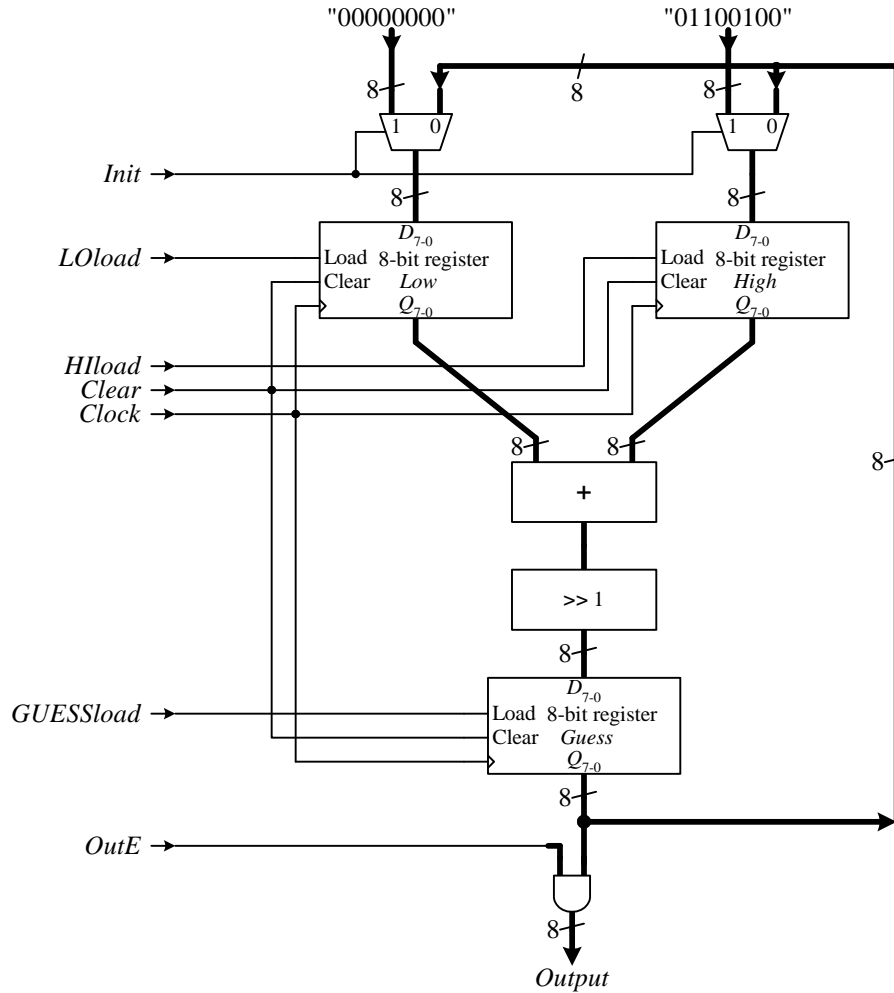 "00000000" "01100100"
8 8 8
1 0 1 0
Init
8 8
D7-0 D7-0
LOload Load 8-bit register Load 8-bit register
Clear Low Clear High
Q7-0 Q7-0
HIload
Clear
Clock
8 8 8
+
>> 1
8
D7-0
GUESSload Load 8-bit register
Clear Guess
Q7-0
8
OutE
8
Output